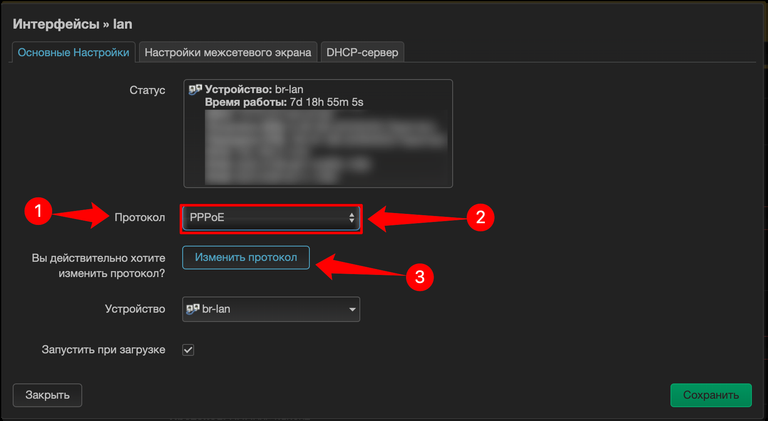 Интерфейсы » lan
Основные Настройки
Настройки межсетевого экрана
DHCP-сервер
Статус
Устройство: br-lan
Время работы: 7d 18h 55m 5s
1
Протокол
PPPoE
2
Вы действительно хотите
изменить протокол?
Изменить протокол
3
Устройство
br-lan
Запустить при загрузке
Закрыть
Сохранить